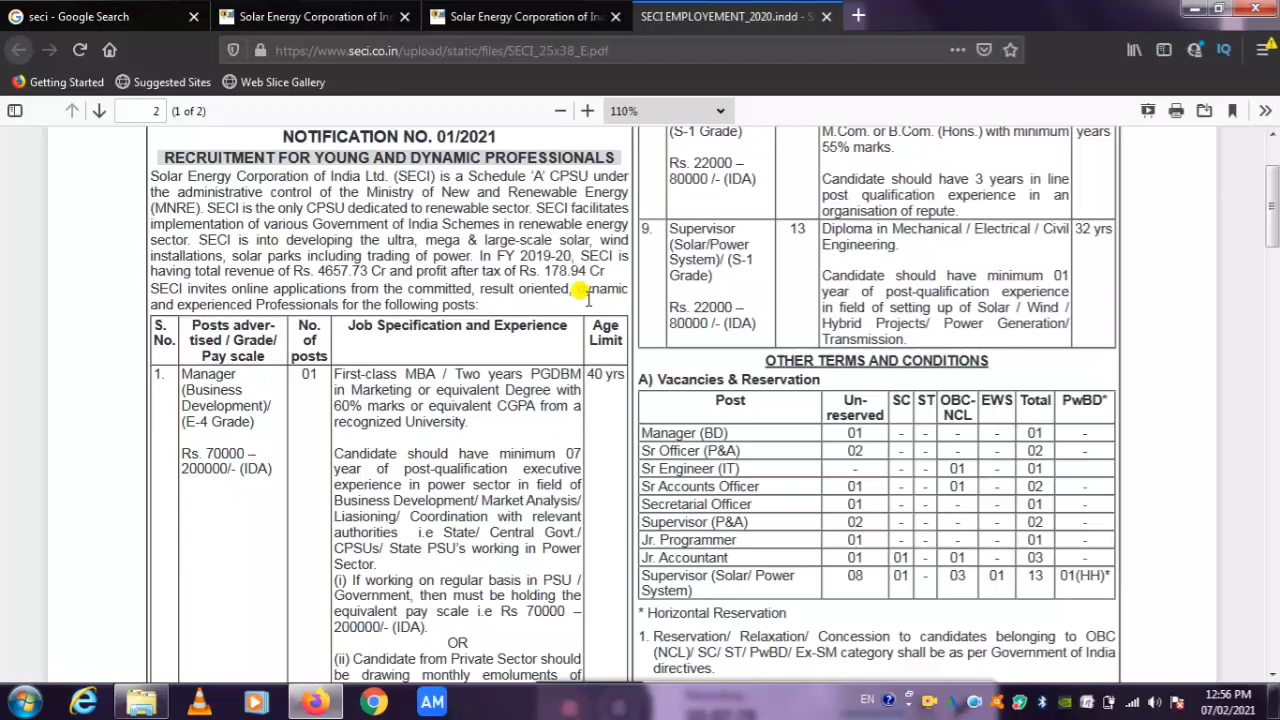 seci - Google Search
Solar Energy Corporation of In
Solar Energy Corporation of In
SECI EMPLOYEMENT_2020.indd - S
https://www.seci.co.in/upload/static/files/SECI_25x38_E.pdf
IQ
Getting Started
Suggested Sites
Web Slice Gallery
2
(1 of 2)
110%
NOTIFICATION NO. 01/2021
RECRUITMENT FOR YOUNG AND DYNAMIC PROFESSIONALS
Solar Energy Corporation of India Ltd. (SECI) is a Schedule 'A' CPSU under
the administrative control of the Ministry of New and Renewable Energy
(MNRE). SECI is the only CPSU dedicated to renewable sector. SECI facilitates
implementation of various Government of India Schemes in renewable energy
sector. SECI is into developing the ultra, mega & large-scale solar, wind
installations, solar parks including trading of power. In FY 2019-20, SECI is
having total revenue of Rs. 4657.73 Cr and profit after tax of Rs. 178.94 Cr
SECI invites online applications from the committed, result oriented, dynamic
and experienced Professionals for the following posts:
S. No. Posts adver-tised / Grade/ Pay scale No. of posts Job Specification and Experience Age Limit
1. Manager (Business Development)/ (E-4 Grade) 01
Rs. 70000 –
200000/- (IDA)
First-class MBA / Two years PGDBM 40 yrs
in Marketing or equivalent Degree with
60% marks or equivalent CGPA from a
recognized University.
Candidate should have minimum 07
year of post-qualification executive
experience in power sector in field of
Business Development/ Market Analysis/
Liasioning/ Coordination with relevant
authorities i.e State/ Central Govt./
CPSUs/ State PSU's working in Power
Sector.
(i) If working on regular basis in PSU /
Government, then must be holding the
equivalent pay scale i.e Rs 70000 –
200000/- (IDA).
OR
(ii) Candidate from Private Sector should
be drawing monthly emoluments of
(S-1 Grade)
Rs. 22000 –
80000 /- (IDA)
M.Com. or B.Com. (Hons.) with minimum years
55% marks.
Candidate should have 3 years in line
post qualification experience in an
organisation of repute.
9. Supervisor 13
(Solar/Power
System)/ (S-1
Grade)
Rs. 22000 –
80000 /- (IDA)
Diploma in Mechanical / Electrical / Civil 32 yrs
Engineering.
Candidate should have minimum 01
year of post-qualification experience
in field of setting up of Solar / Wind /
Hybrid Projects/ Power Generation/
Transmission.
OTHER TERMS AND CONDITIONS
A) Vacancies & Reservation
Post Un-reserved SC ST OBC-NCL EWS Total PwBD*
Manager (BD) 01 - - - - 01 -
Sr Officer (P&A) 02 - - - - 02 -
Sr Engineer (IT) - - - 01 - 01
Sr Accounts Officer 01 - - 01 - 02 -
Secretarial Officer 01 - - - - 01 -
Supervisor (P&A) 02 - - - - 02 -
Jr. Programmer 01 - - - - 01 -
Jr. Accountant 01 01 - 01 - 03 -
Supervisor (Solar/ Power System) 08 01 - 03 01 13 01(HH)*
* Horizontal Reservation
1. Reservation/ Relaxation/ Concession to candidates belonging to OBC
(NCL)/ SC/ ST/ PwBD/ Ex-SM category shall be as per Government of India
directives.
AM
EN
12:56 PM
07/02/2021